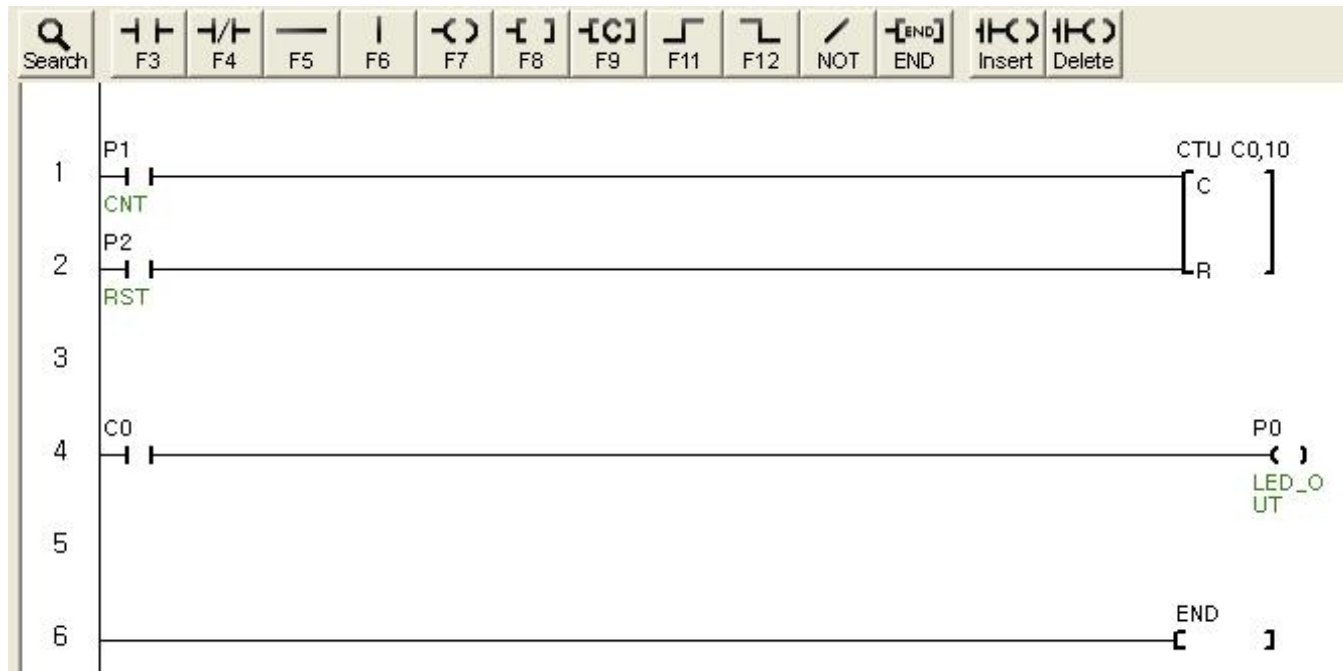 Search F3 F4 F5 F6 F7 F8 [C] F9 F11 F12 NOT [END] END Insert Delete
P1 CTU C0,10
1 C
CNT
P2
2 R
RST
3
C0 P0
4
LED_O
UT
5
END
6